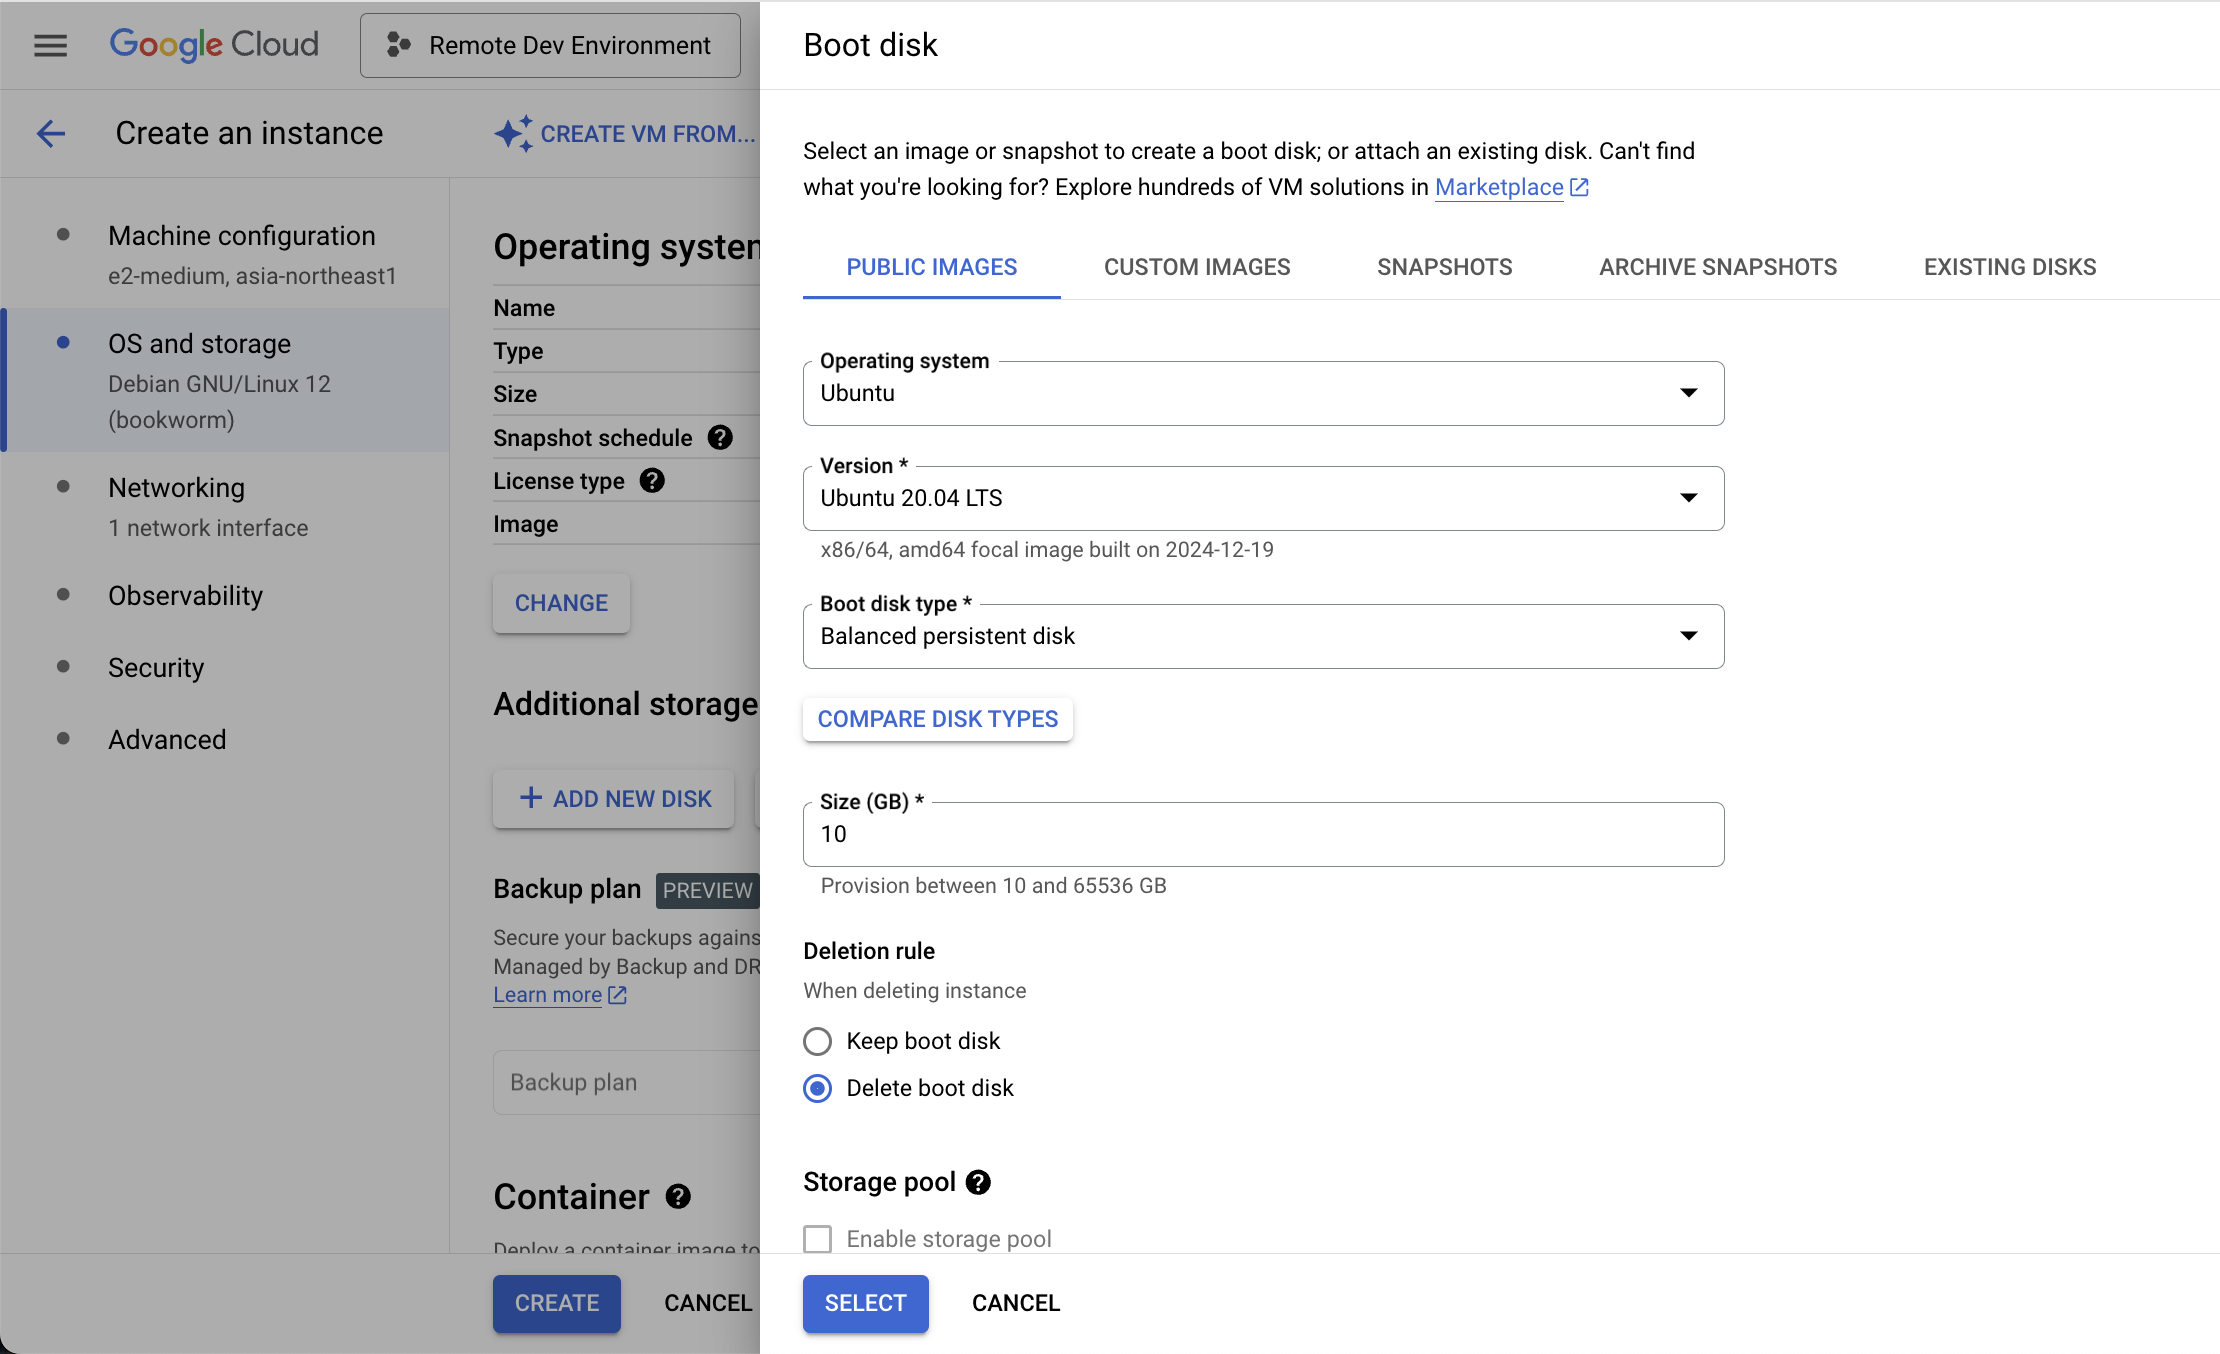 Google Cloud
Remote Dev Environment
Create an instance
CREATE VM FROM...
Machine configuration
e2-medium, asia-northeast1
OS and storage
Debian GNU/Linux 12
(bookworm)
Networking
1 network interface
Observability
Security
Advanced
Operating system
Name
Type
Size
Snapshot schedule
License type
Image
CHANGE
Additional storage
ADD NEW DISK
Backup plan PREVIEW
Secure your backups agains
Managed by Backup and DR
Learn more
Backup plan
Container
Deploy a container image to
CREATE CANCEL
Boot disk
Select an image or snapshot to create a boot disk; or attach an existing disk. Can't find
what you're looking for? Explore hundreds of VM solutions in Marketplace
PUBLIC IMAGES CUSTOM IMAGES SNAPSHOTS ARCHIVE SNAPSHOTS EXISTING DISKS
Operating system
Ubuntu
Version *
Ubuntu 20.04 LTS
x86/64, amd64 focal image built on 2024-12-19
Boot disk type *
Balanced persistent disk
COMPARE DISK TYPES
Size (GB) *
10
Provision between 10 and 65536 GB
Deletion rule
When deleting instance
Keep boot disk
Delete boot disk
Storage pool
Enable storage pool
SELECT CANCEL